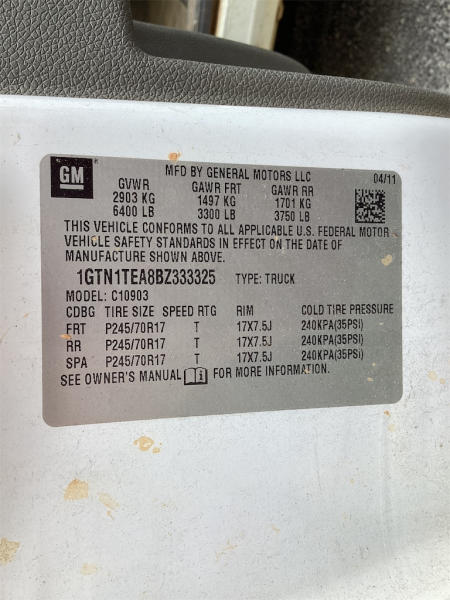 GM
MFD BY GENERAL MOTORS LLC
04/11
GVWR GAWR FRT GAWR RR
2903 KG 1497 KG 1701 KG
6400 LB 3300 LB 3750 LB
THIS VEHICLE CONFORMS TO ALL APPLICABLE U.S. FEDERAL MOTOR
VEHICLE SAFETY STANDARDS IN EFFECT ON THE DATE OF
MANUFACTURE SHOWN ABOVE.
1GTN1TEA8BZ333325 TYPE: TRUCK
MODEL: C10903
CDBG TIRE SIZE SPEED RTG RIM COLD TIRE PRESSURE
FRT P245/70R17 T 17X7.5J 240KPA(35PSI)
RR P245/70R17 T 17X7.5J 240KPA(35PSI)
SPA P245/70R17 T 17X7.5J 240KPA(35PSI)
SEE OWNER'S MANUAL FOR MORE INFORMATION.